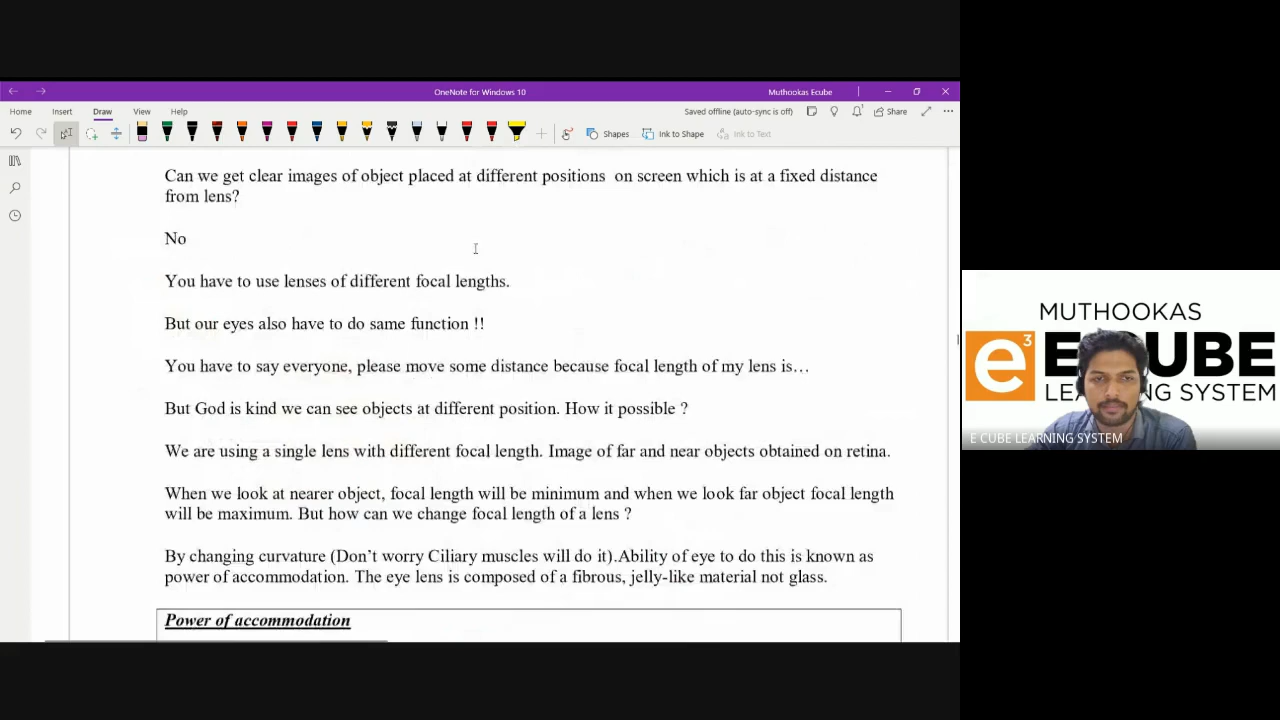 OneNote for Windows 10
Muthookas Ecube
Home Insert Draw View Help
Saved offline (auto-sync is off)
Share
Shapes
Ink to Shape
Ink to Text
Can we get clear images of object placed at different positions on screen which is at a fixed distance
from lens?
No
You have to use lenses of different focal lengths.
But our eyes also have to do same function !!
You have to say everyone, please move some distance because focal length of my lens is…
But God is kind we can see objects at different position. How it possible ?
We are using a single lens with different focal length. Image of far and near objects obtained on retina.
When we look at nearer object, focal length will be minimum and when we look far object focal length
will be maximum. But how can we change focal length of a lens ?
By changing curvature (Don't worry Ciliary muscles will do it).Ability of eye to do this is known as
power of accommodation. The eye lens is composed of a fibrous, jelly-like material not glass.
Power of accommodation
MUTHOOKAS
e3
LEARNING SYSTEM
E CUBE LEARNING SYSTEM